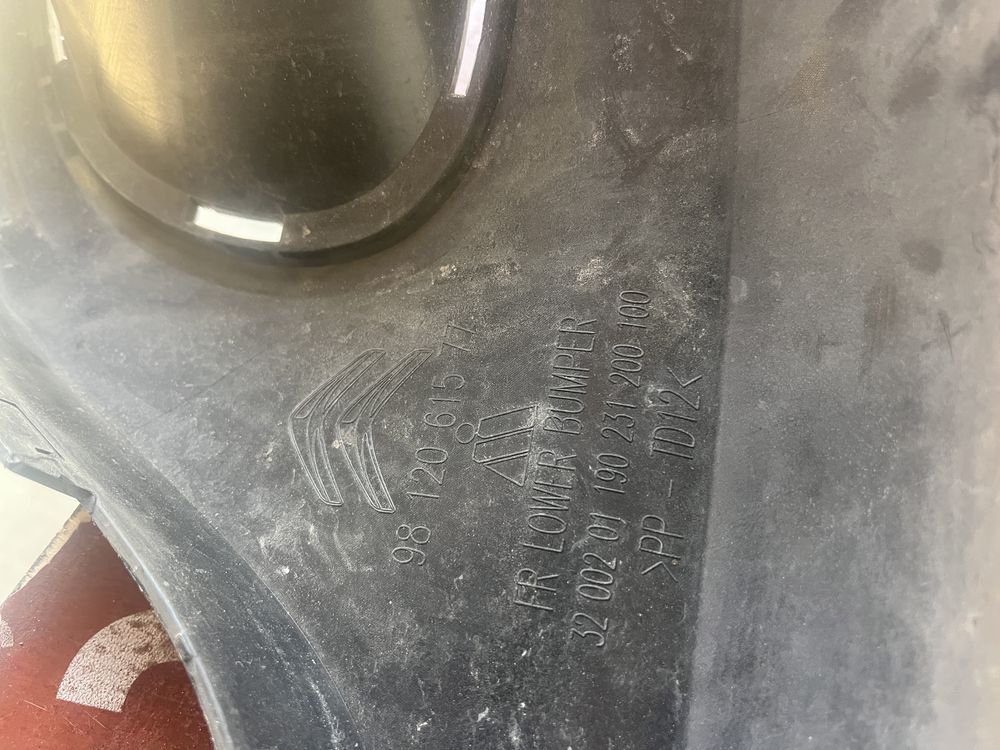 98 120 615 77
FR LOWER BUMPER
32 002 01 190 231 200 100
>PP - TD12<